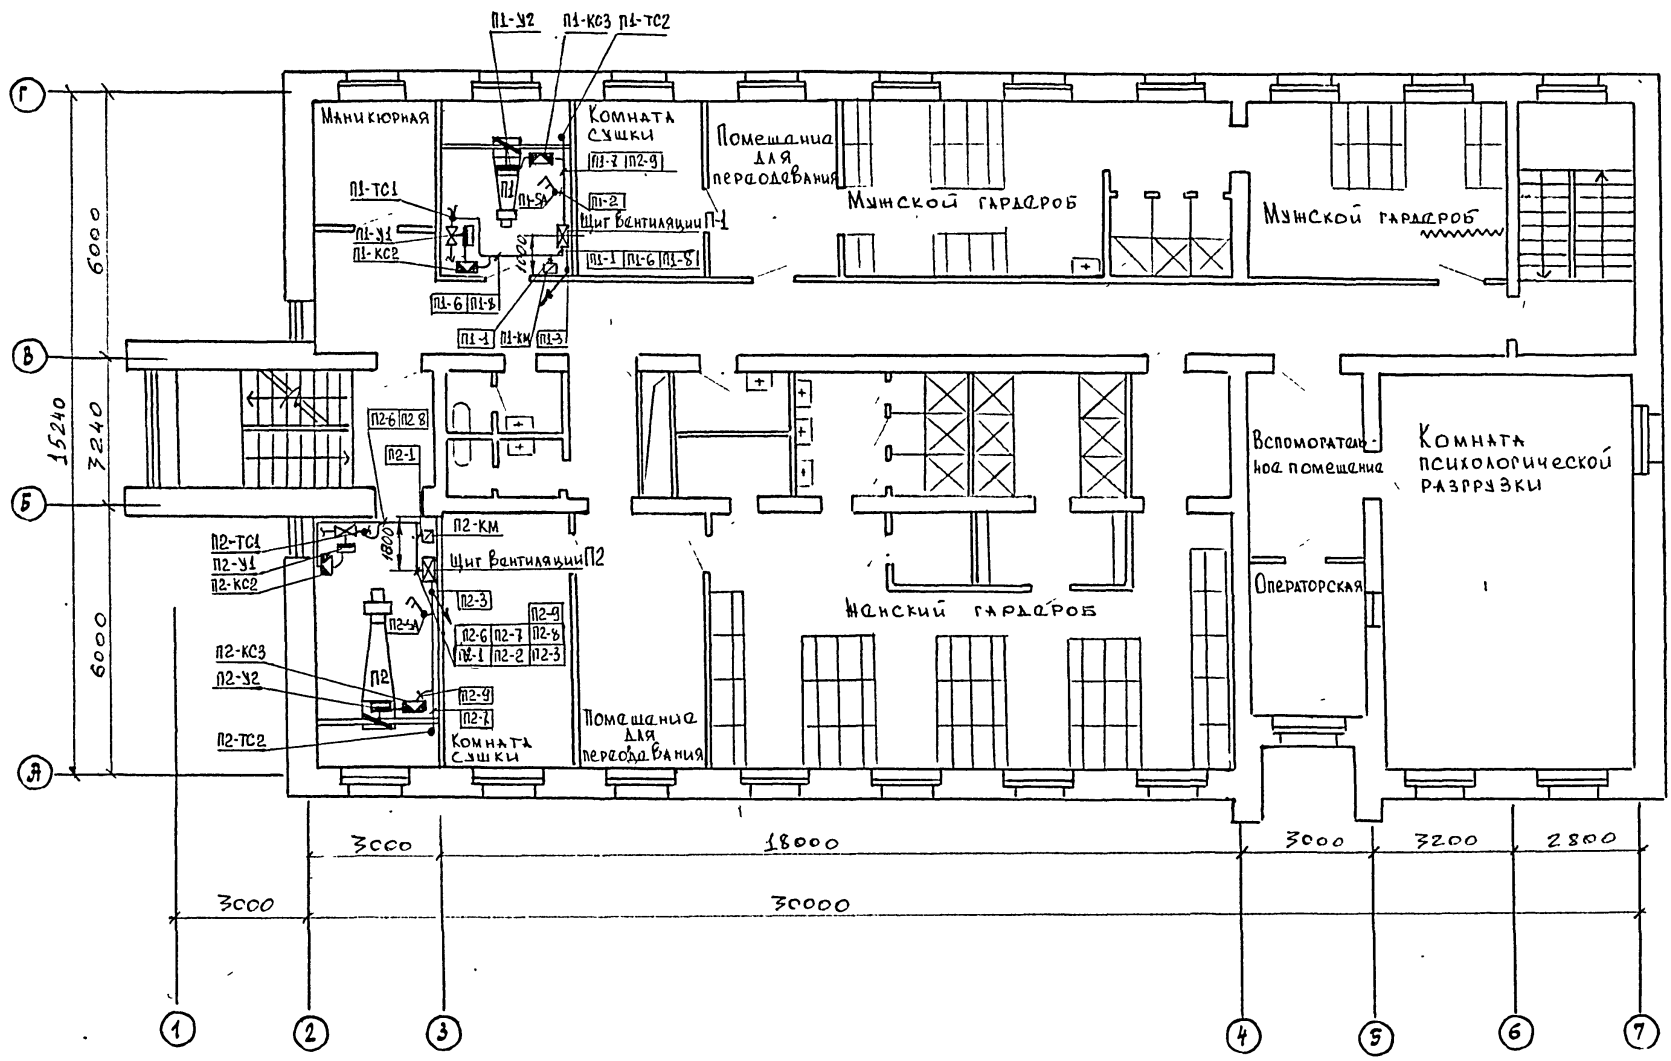 П1-У2 П1-КС3 П1-ТС2
Г
Маникюрная
Комната
сушки
Помещание
для
переодевания
П1
П1-7 П2-9
П1-SA
П1-2
П1-ТС1
Щит Вентиляции П-1
Мужской гардероб
Мужской гардероб
П1-У1
П1-КС2
1000
П1-1 П1-6 П1-8
П1-6 П1-8
П1-1 П1-КМ П1-3
6000
В
15240
3240
П2-6 П2-8
П2-1
Вспомогатель-
ное помещание
Комната
психологической
разгрузки
Б
П2-ТС1
П2-У1
П2-КС2
1800
П2-КМ
Щит Вентиляции П2
П2-3
П2-SA
П2-9
П2-6 П2-7 П2-8
П2-1 П2-2 П2-3
Женский гардероб
Операторская
6000
П2-КС3
П2-У2
П2
П2-9
П2-7
П2-ТС2
Комната
сушки
Помещание
для
переодевания
А
3000 18000 3000 3200 2800
3000 30000
1 2 3 4 5 6 7